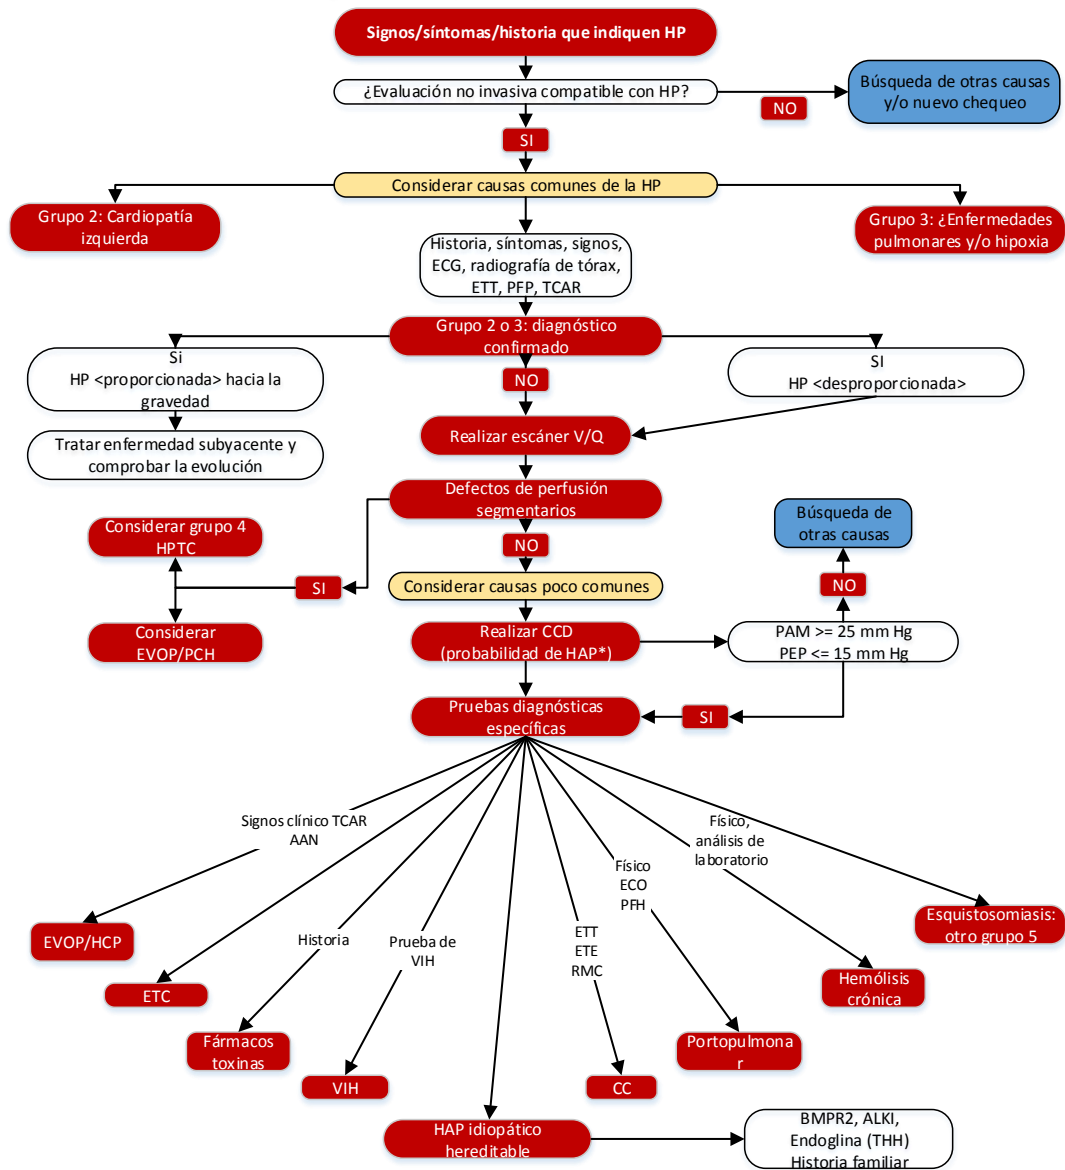 Signos/síntomas/historia que indiquen HP
¿Evaluación no invasiva compatible con HP?
Búsqueda de otras causas
y/o nuevo chequeo
NO
SI
Considerar causas comunes de la HP
Grupo 2: Cardiopatía
izquierda
Grupo 3: ¿Enfermedades
pulmonares y/o hipoxia
Historia, síntomas, signos,
ECG, radiografía de tórax,
ETT, PFP, TCAR
Grupo 2 o 3: diagnóstico
confirmado
Si
HP <proporcionada> hacia la
gravedad
SI
HP <desproporcionada>
NO
Tratar enfermedad subyacente y
comprobar la evolución
Realizar escáner V/Q
Defectos de perfusión
segmentarios
Búsqueda de
otras causas
Considerar grupo 4
HPTC
NO
SI
Considerar causas poco comunes
NO
Considerar
EVOP/PCH
Realizar CCD
(probabilidad de HAP*)
PAM >= 25 mm Hg
PEP <= 15 mm Hg
Pruebas diagnósticas
específicas
SI
Signos clínico TCAR
AAN
Físico,
análisis de
laboratorio
Físico
ECO
PFH
Historia
Prueba de
VIH
ETT
ETE
RMC
EVOP/HCP
Esquistosomiasis:
otro grupo 5
ETC
Hemólisis
crónica
Fármacos
toxinas
Portopulmona
r
VIH
CC
HAP idiopático
hereditable
BMPR2, ALKI,
Endoglina (THH)
Historia familiar